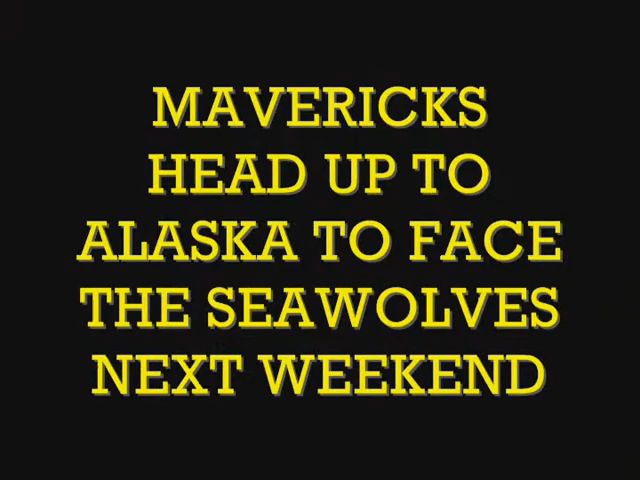 MAVERICKS
HEAD UP TO
ALASKA TO FACE
THE SEAWOLVES
NEXT WEEKEND